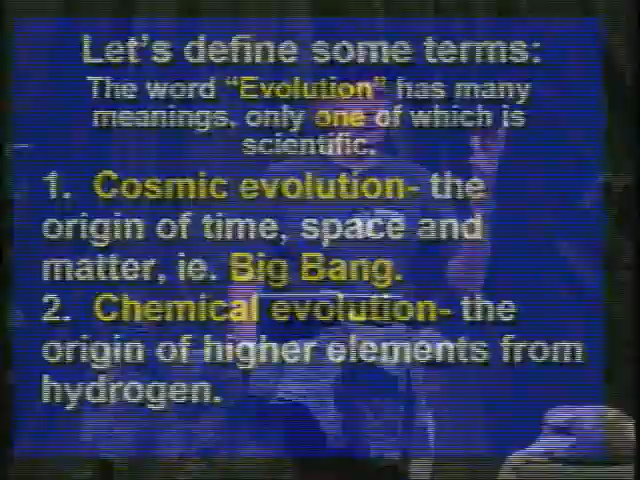 Let's define some terms:
The word "Evolution" has many
meanings, only one of which is
scientific.
1. Cosmic evolution- the
origin of time, space and
matter, ie. Big Bang.
2. Chemical evolution- the
origin of higher elements from
hydrogen.